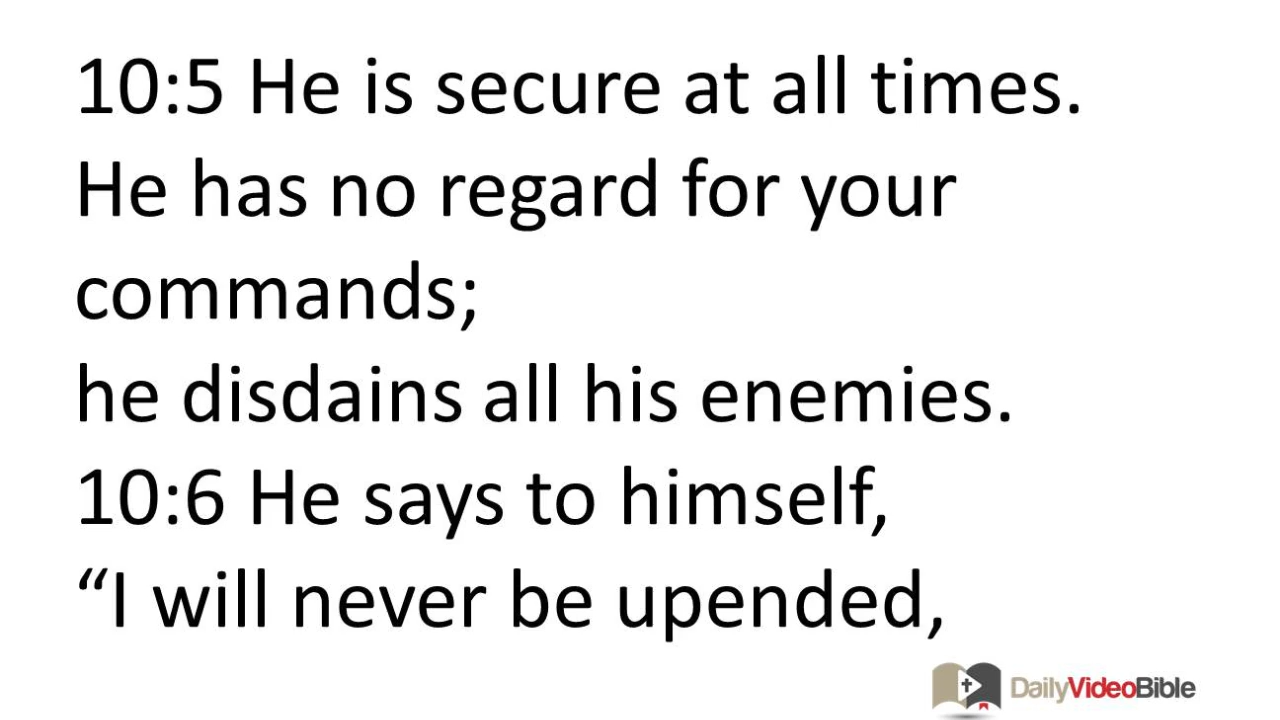 10:5 He is secure at all times.
He has no regard for your
commands;
he disdains all his enemies.
10:6 He says to himself,
“I will never be upended,
DailyVideoBible